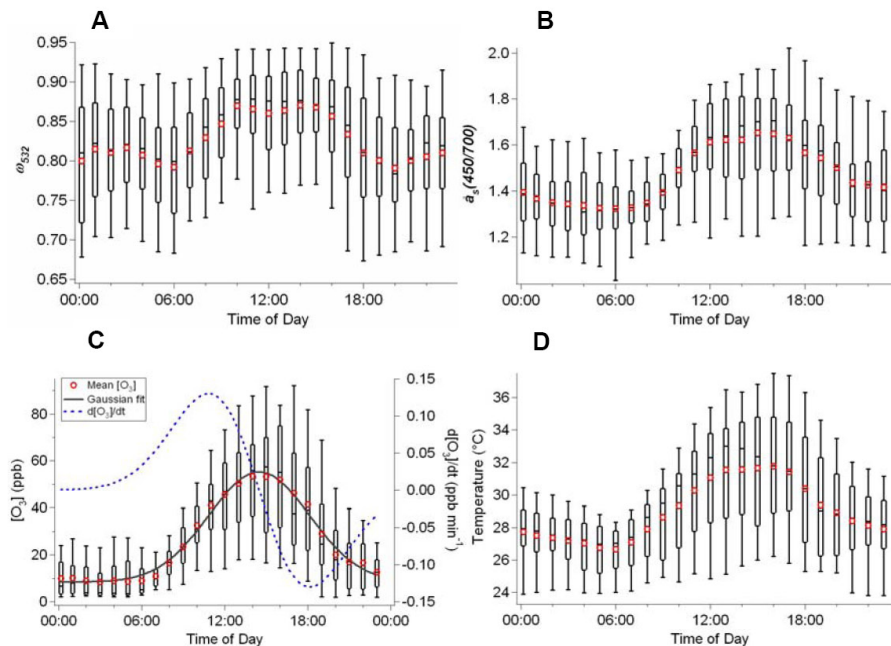 A
0.95
0.90
0.85
0.80
0.75
0.70
0.65
ω532
00:00 06:00 12:00 18:00
Time of Day
B
2.0
1.8
1.6
1.4
1.2
ås(450/700)
00:00 06:00 12:00 18:00
Time of Day
C
Mean [O3]
Gaussian fit
d[O3]/dt
80
60
40
20
0
[O3] (ppb)
0.15
0.10
0.05
0.00
-0.05
-0.10
-0.15
d[O3]/dt (ppb min-1)
00:00 06:00 12:00 18:00 00:00
Time of Day
D
36
34
32
30
28
26
24
Temperature (°C)
00:00 06:00 12:00 18:00
Time of Day